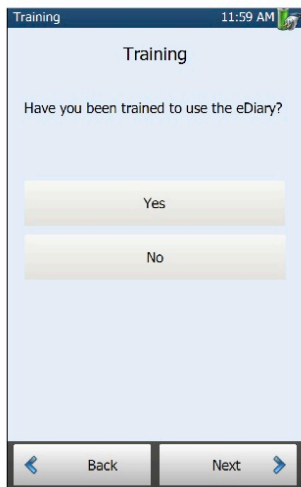 Training 11:59 AM
Training
Have you been trained to use the eDiary?
Yes
No
Back Next